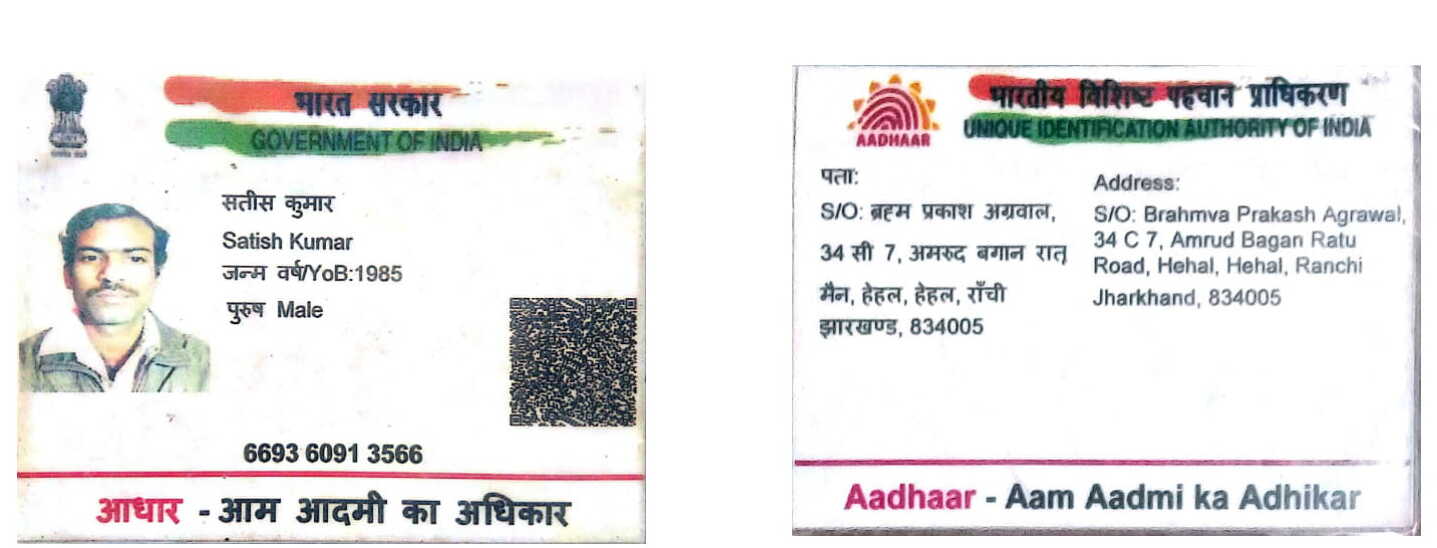 भारत सरकार
GOVERNMENT OF INDIA
सतीस कुमार
Satish Kumar
जन्म वर्ष/YoB:1985
पुरुष Male
6693 6091 3566
आधार - आम आदमी का अधिकार
AADHAAR
भारतीय विशिष्ट पहचान प्राधिकरण
UNIQUE IDENTIFICATION AUTHORITY OF INDIA
पता:
S/O: ब्रह्म प्रकाश अग्रवाल,
34 सी 7, अमरुद बगान रातू
मैन, हेहल, हेहल, राँची
झारखण्ड, 834005
Address:
S/O: Brahmva Prakash Agrawal,
34 C 7, Amrud Bagan Ratu
Road, Hehal, Hehal, Ranchi
Jharkhand, 834005
Aadhaar - Aam Aadmi ka Adhikar